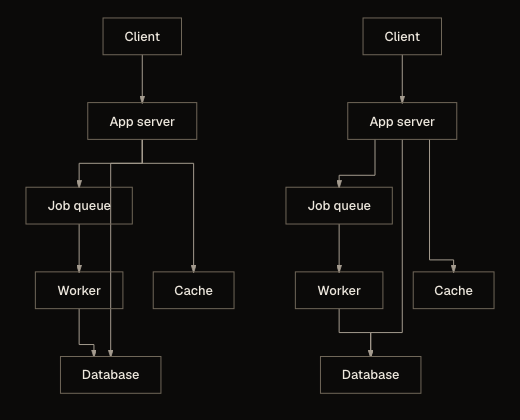 Client
App server
Job queue
Worker
Cache
Database
Client
App server
Job queue
Worker
Cache
Database